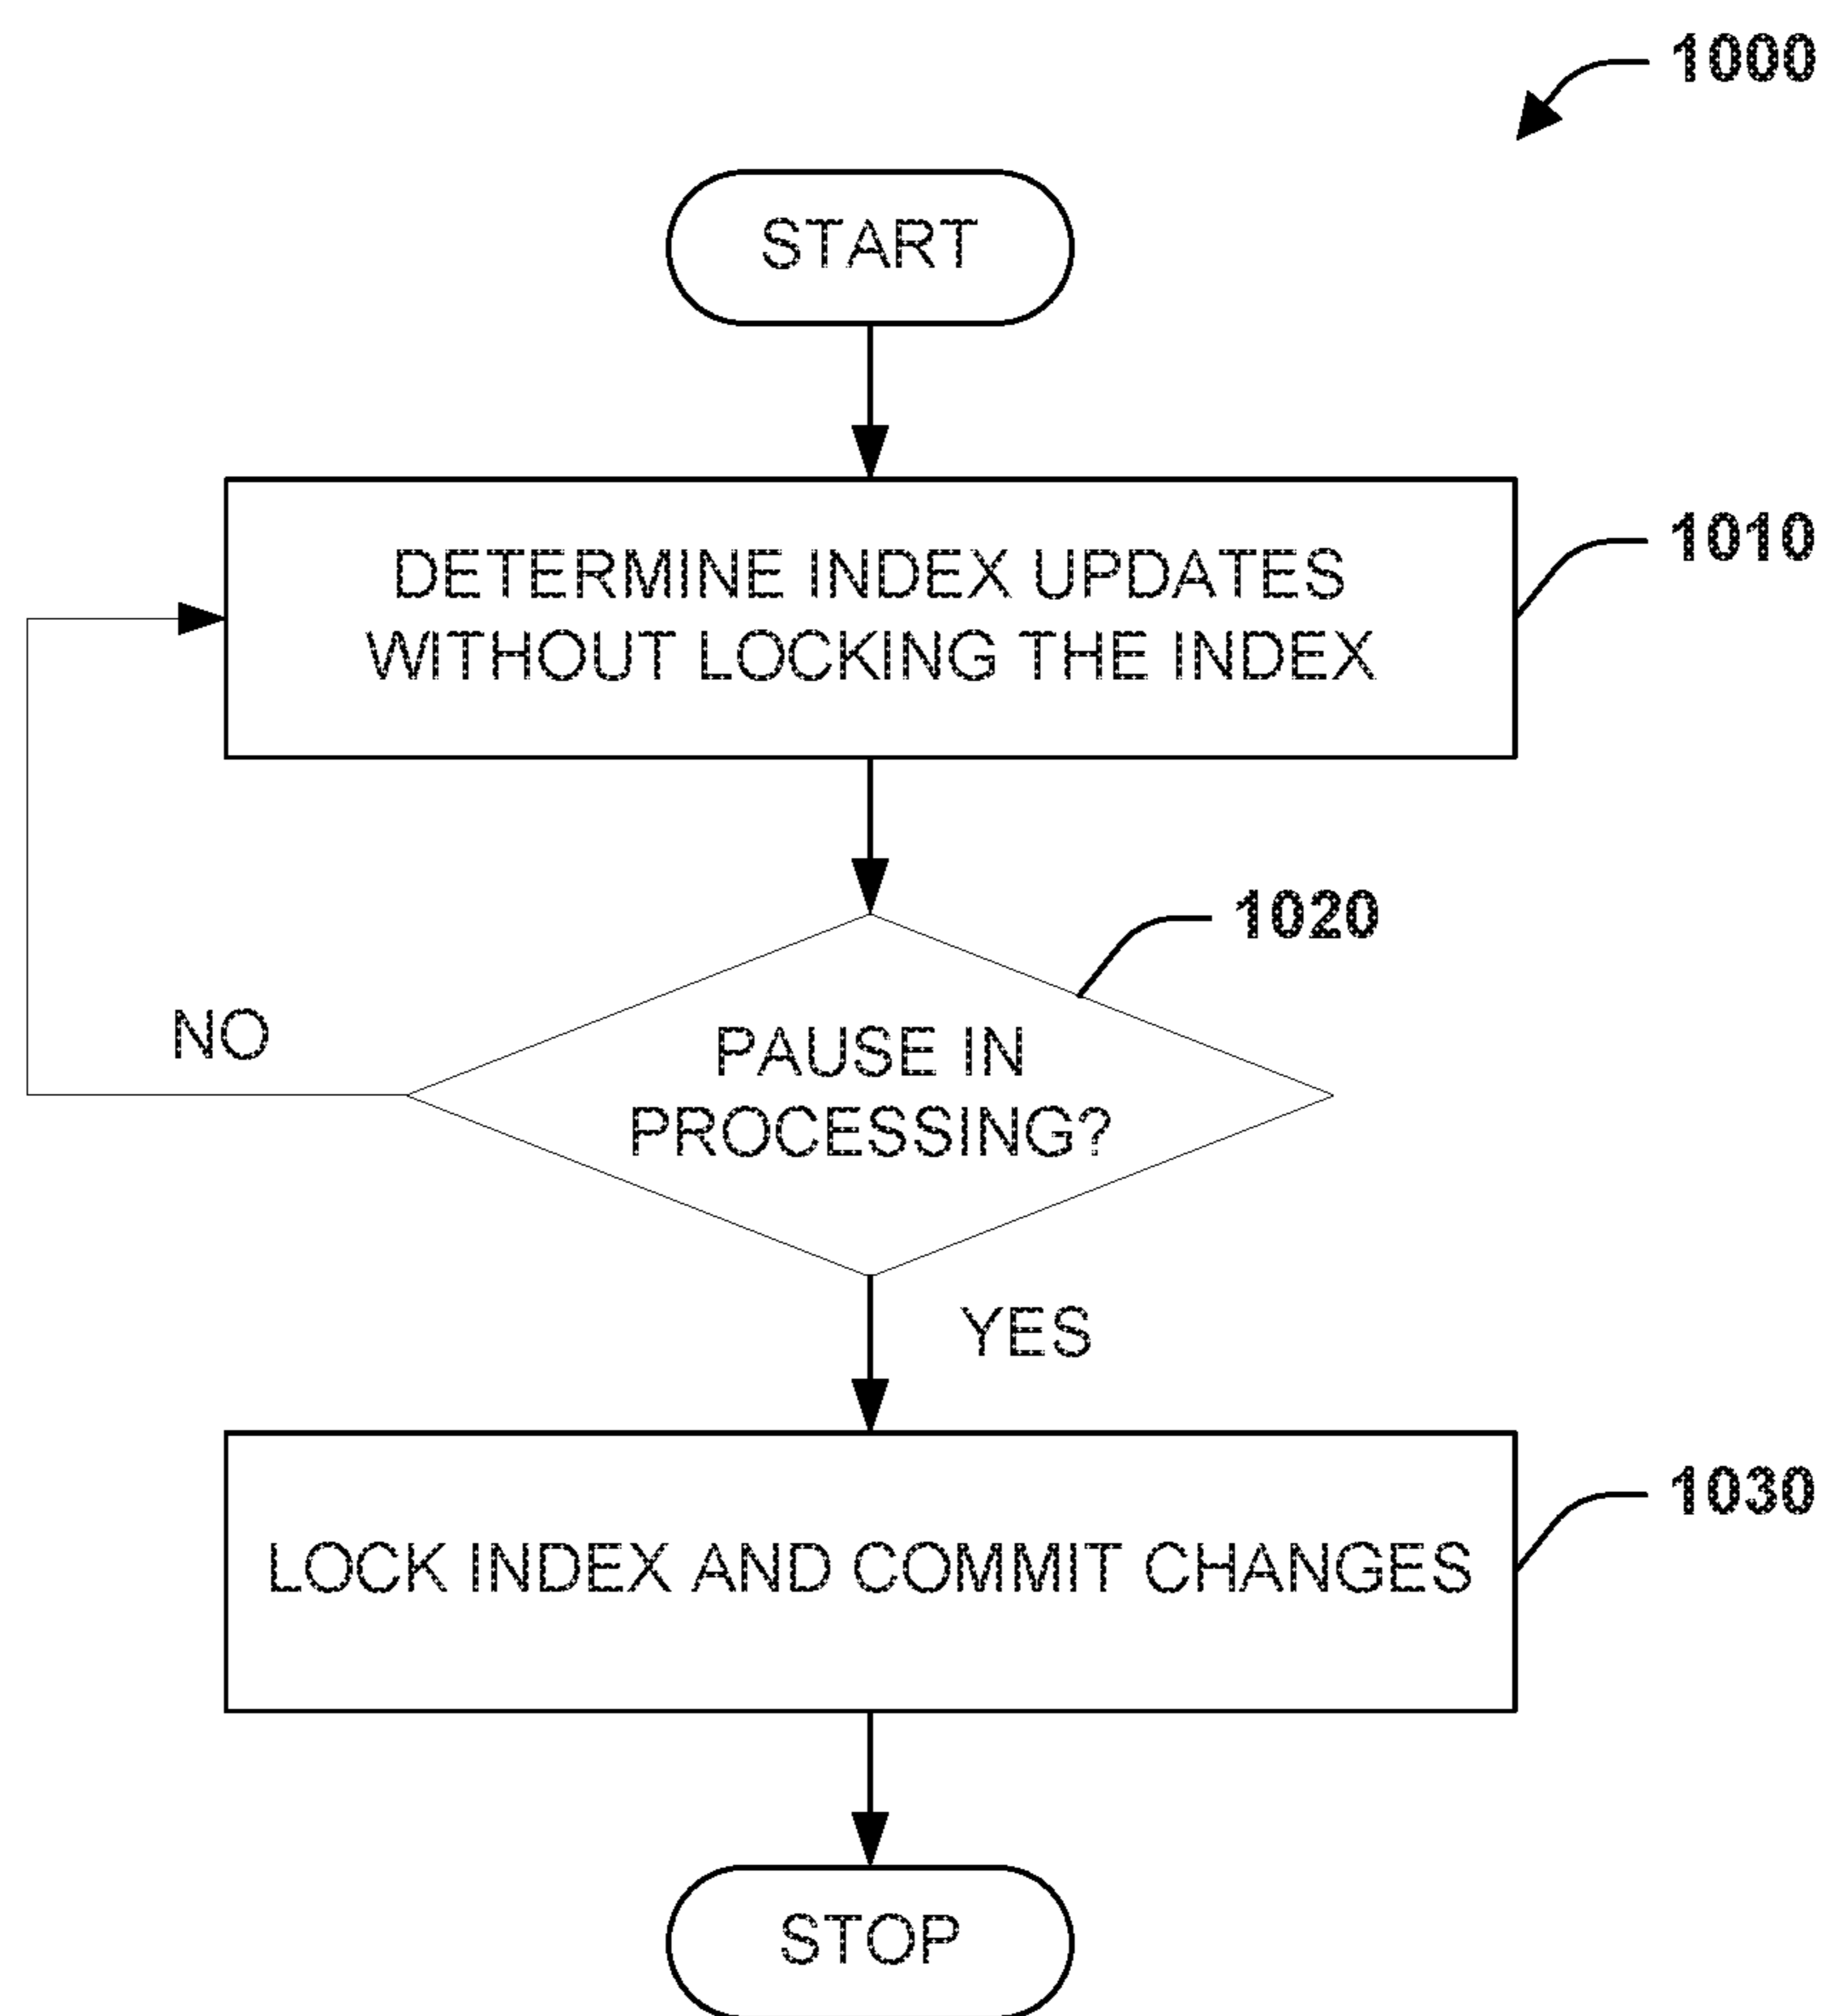 1000
START
DETERMINE INDEX UPDATES
WITHOUT LOCKING THE INDEX
1010
1020
NO
PAUSE IN
PROCESSING?
YES
LOCK INDEX AND COMMIT CHANGES
1030
STOP